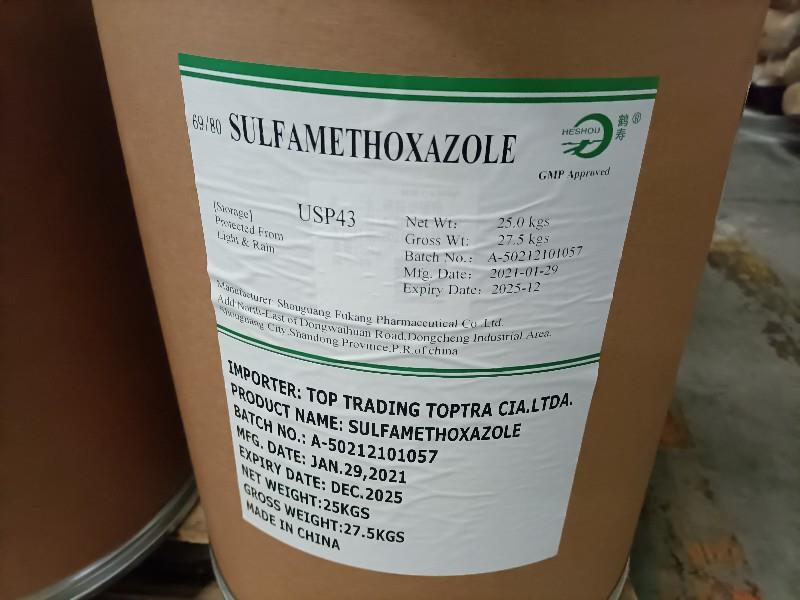 69/80 SULFAMETHOXAZOLE
HESHOU
鹤寿®
GMP Approved
[Storage]
Protected From
Light & Rain
USP43
Net Wt: 25.0 kgs
Gross Wt: 27.5 kgs
Batch No.: A-50212101057
Mfg. Date: 2021-01-29
Expiry Date: 2025-12
Manufacturer Shouguang Fukang Pharmaceutical Co.,Ltd.
Add North-East of Dongwaihuan Road,Dongcheng Industrial Area.
Shouguang City,Shandong Province,P.R.of china
IMPORTER: TOP TRADING TOPTRA CIA.LTDA.
PRODUCT NAME: SULFAMETHOXAZOLE
BATCH NO.: A-50212101057
MFG. DATE: JAN.29,2021
EXPIRY DATE: DEC.2025
NET WEIGHT:25KGS
GROSS WEIGHT:27.5KGS
MADE IN CHINA